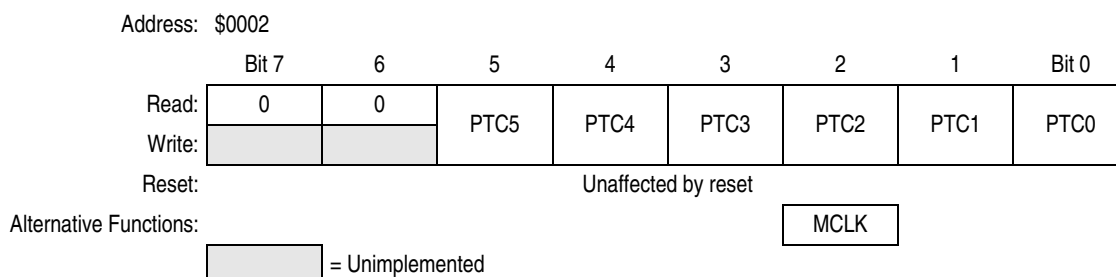 Address: $0002
Bit 7 6 5 4 3 2 1 Bit 0
Read: 0 0 PTC5 PTC4 PTC3 PTC2 PTC1 PTC0
Write:
Reset: Unaffected by reset
Alternative Functions: MCLK
= Unimplemented